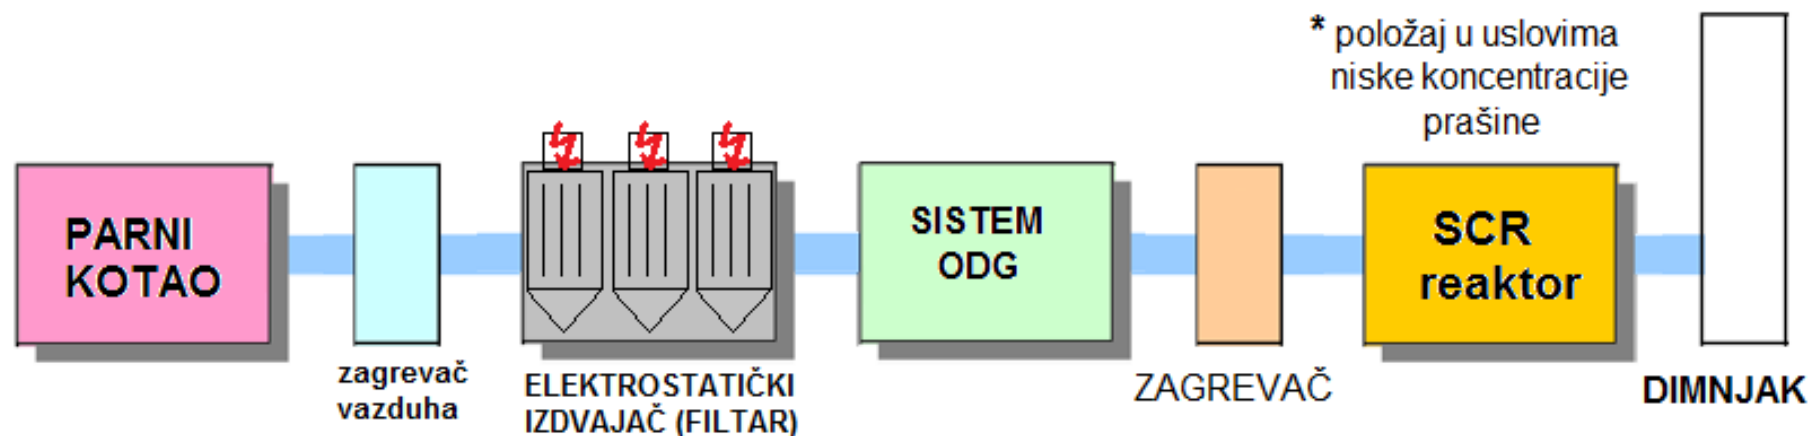 * položaj u uslovima
niske koncentracije
prašine
PARNI
KOTAO
zagrevač
vazduha
ELEKTROSTATIČKI
IZDVAJAČ (FILTAR)
SISTEM
ODG
ZAGREVAČ
SCR
reaktor
DIMNJAK